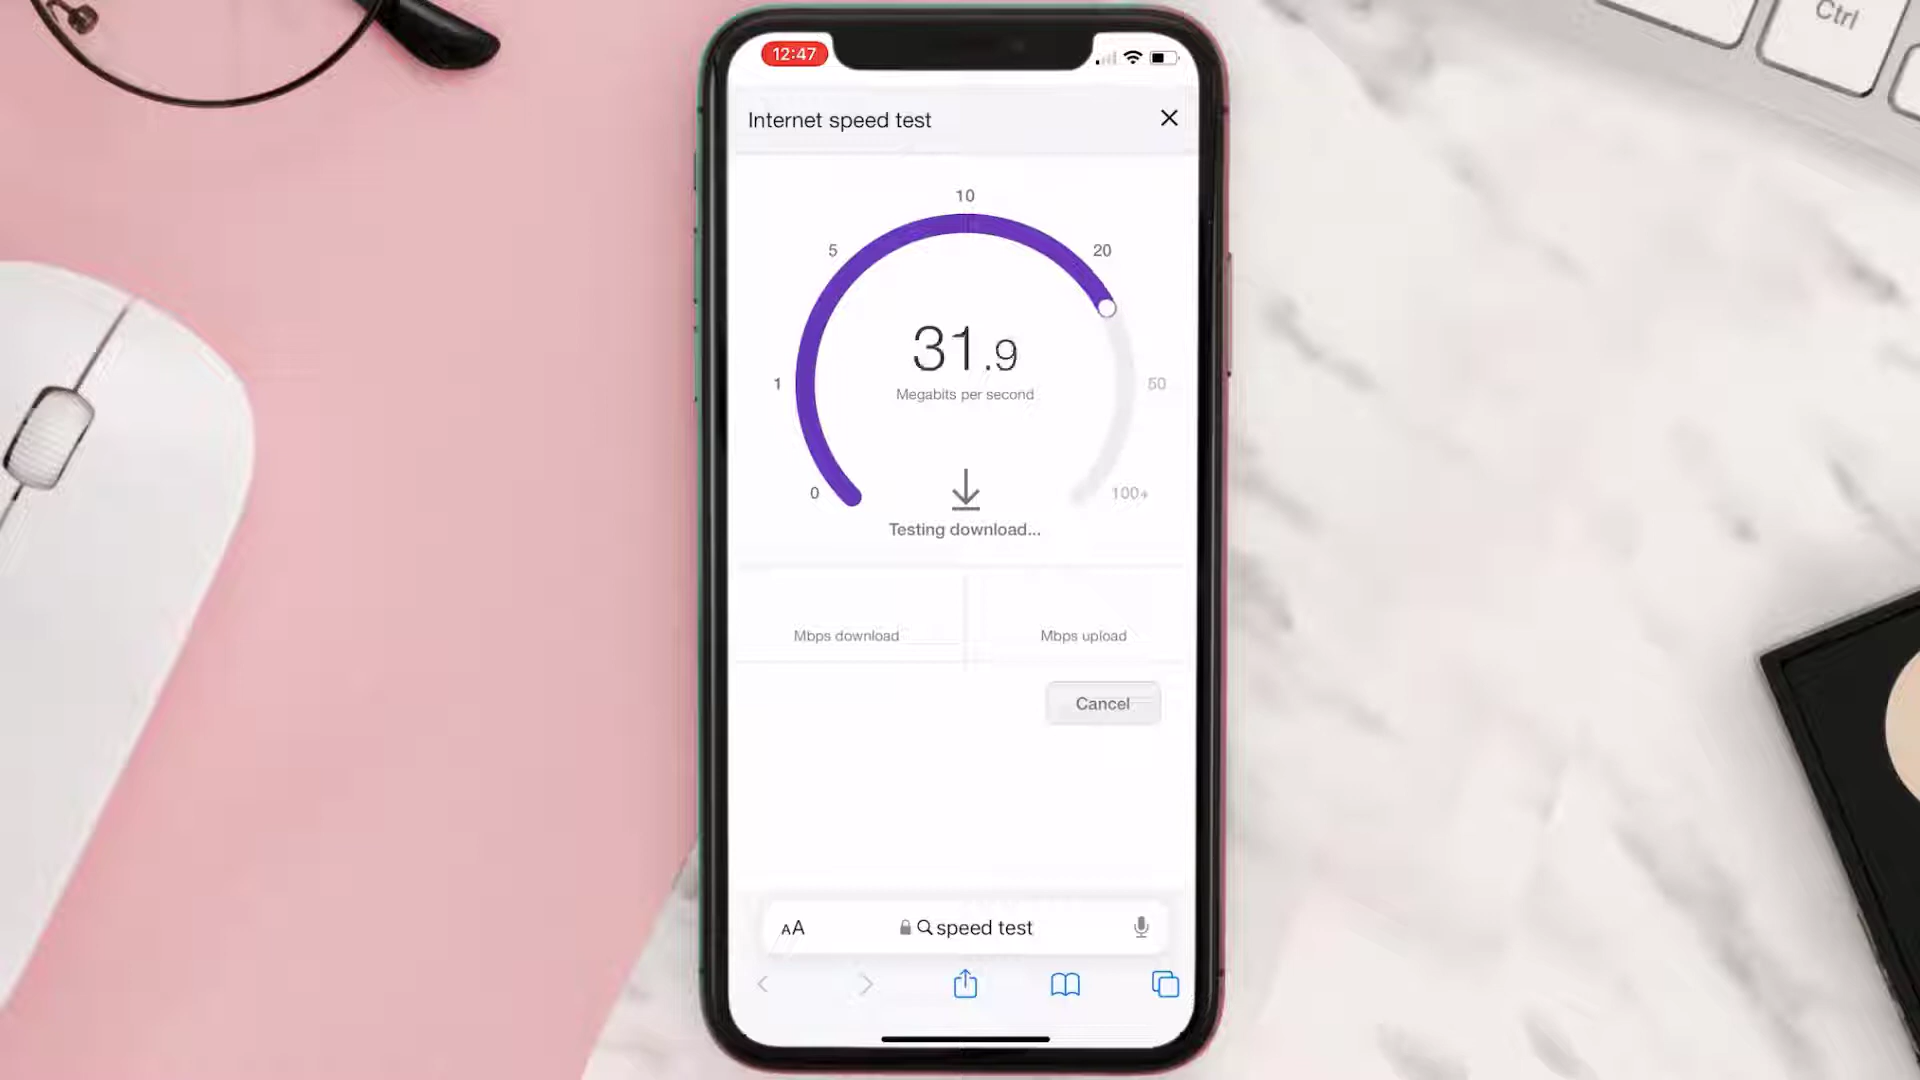 Ctrl
12:47
Internet speed test
10
5
20
31.9
Megabits per second
1
50
0
100+
Testing download...
Mbps download
Mbps upload
Cancel
AA
speed test